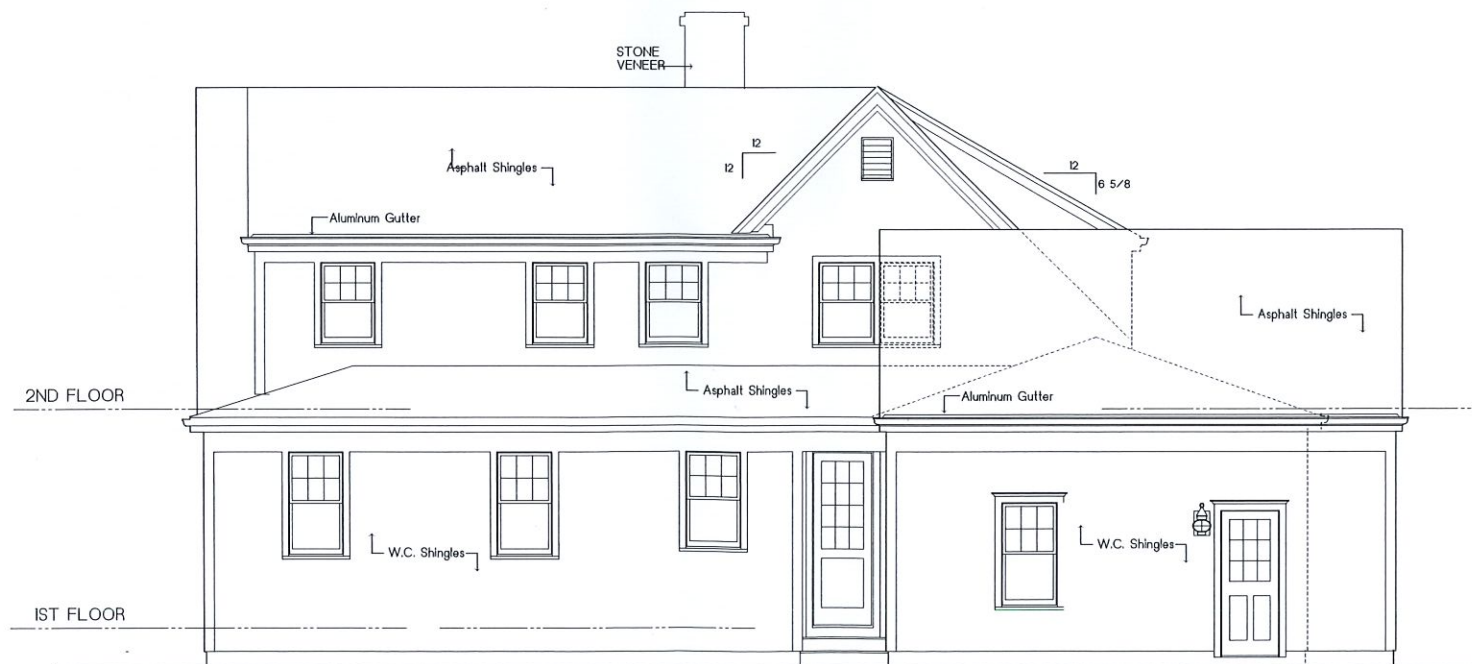 STONE
VENEER
12
12
Asphalt Shingles
12
6 5/8
Aluminum Gutter
Asphalt Shingles
2ND FLOOR
Asphalt Shingles
Aluminum Gutter
W.C. Shingles
W.C. Shingles
1ST FLOOR